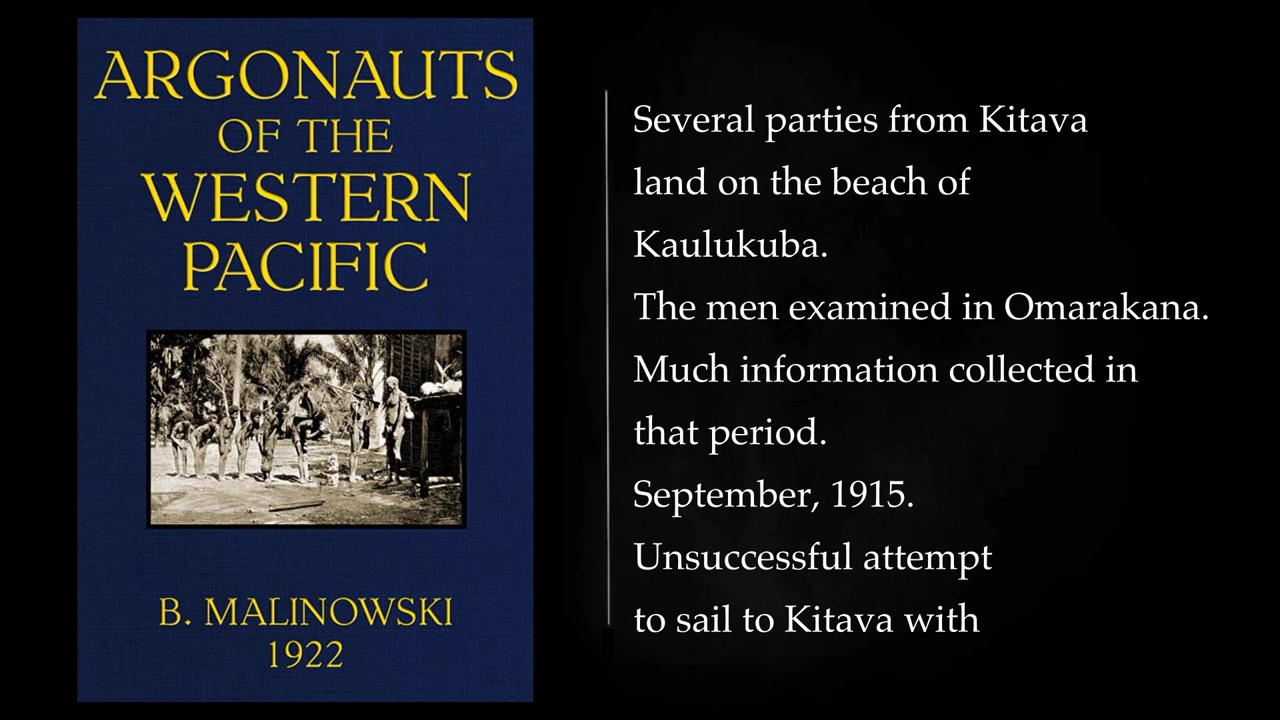 ARGONAUTS
OF THE
WESTERN
PACIFIC
B. MALINOWSKI
1922
Several parties from Kitava
land on the beach of
Kaulukuba.
The men examined in Omarakana.
Much information collected in
that period.
September, 1915.
Unsuccessful attempt
to sail to Kitava with